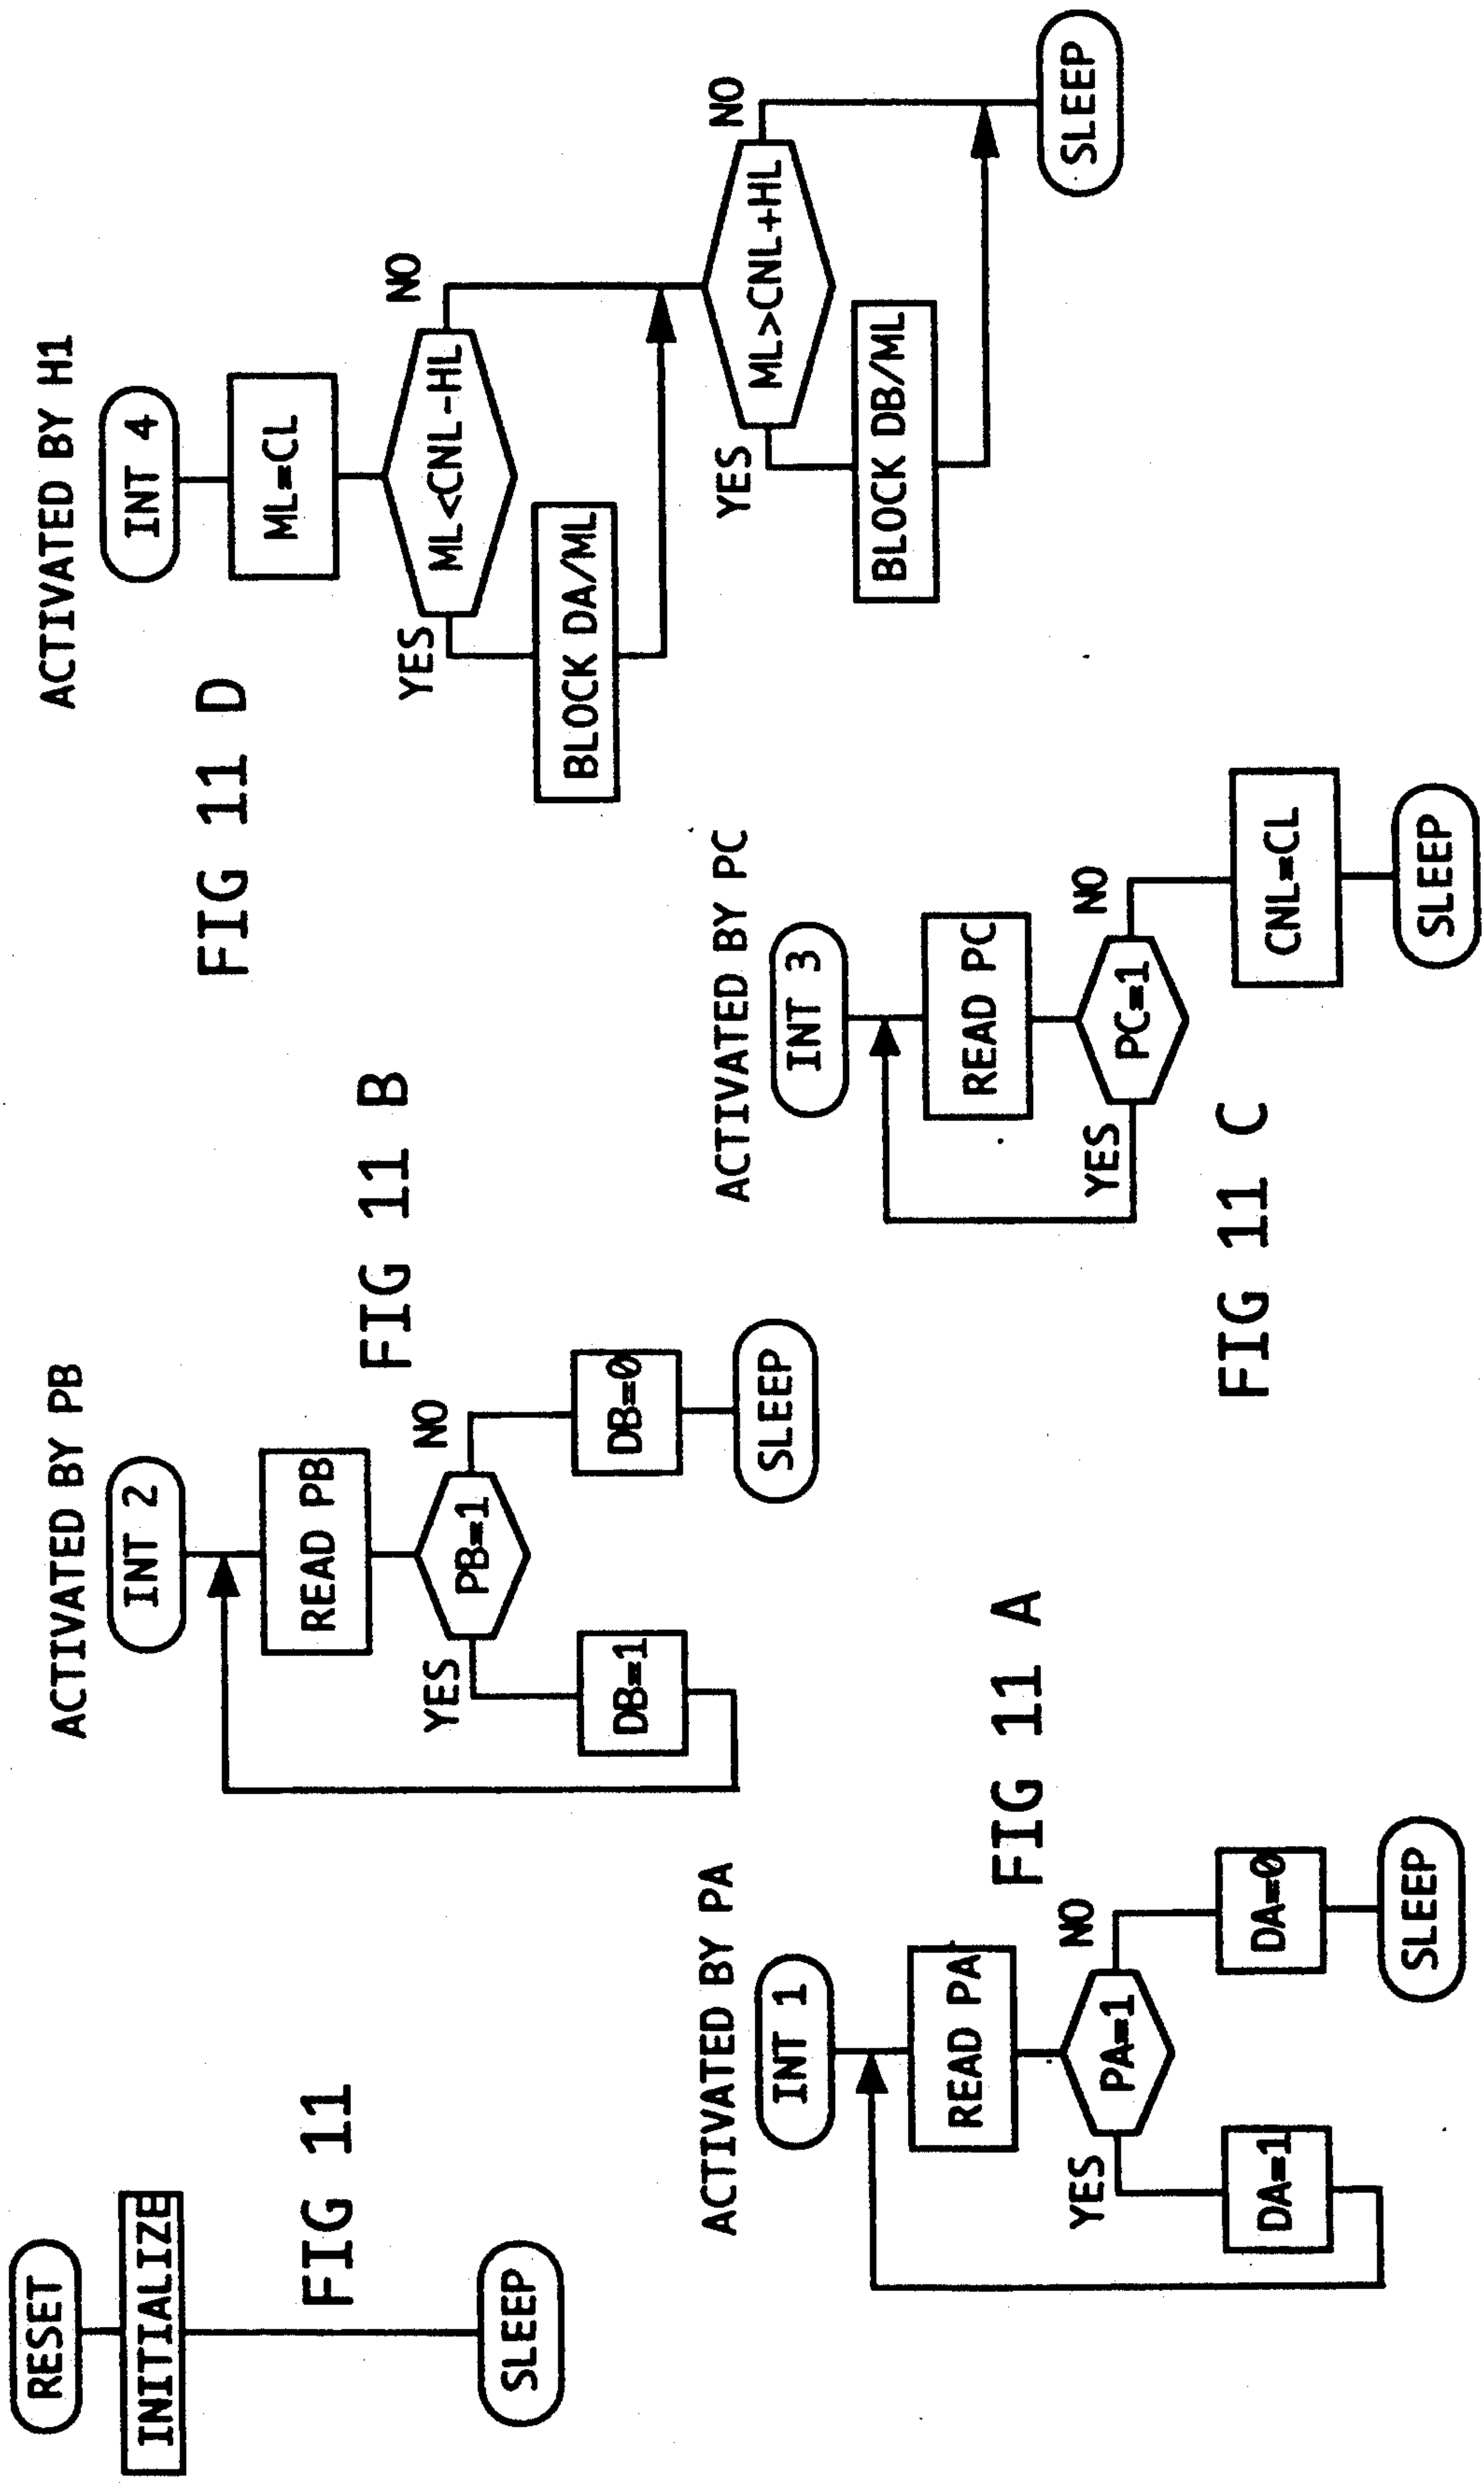 RESET
INITIALIZE
SLEEP
FIG 11
ACTIVATED BY PA
INT 1
READ PA
PA=1
YES
NO
DA=1
DA=0
SLEEP
FIG 11 A
ACTIVATED BY PB
INT 2
READ PB
PB=1
YES
NO
DB=1
DB=0
SLEEP
FIG 11 B
ACTIVATED BY PC
INT 3
READ PC
PC=1
YES
NO
CNL=CL
SLEEP
FIG 11 C
ACTIVATED BY H1
INT 4
ML=CL
ML<CNL-HL
YES
NO
BLOCK DA/ML
ML>CNL+HL
YES
NO
BLOCK DB/ML
SLEEP
FIG 11 D